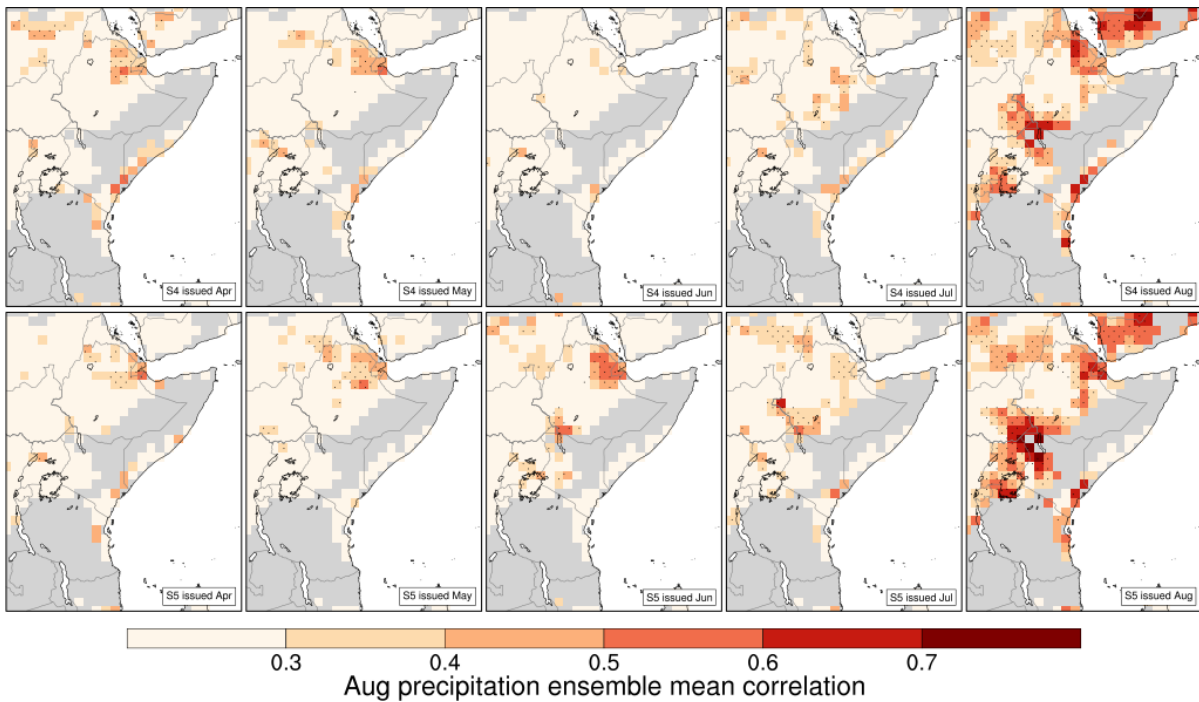 S4 issued Apr
S4 issued May
S4 issued Jun
S4 issued Jul
S4 issued Aug
S5 issued Apr
S5 issued May
S5 issued Jun
S5 issued Jul
S5 issued Aug
0.3 0.4 0.5 0.6 0.7
Aug precipitation ensemble mean correlation